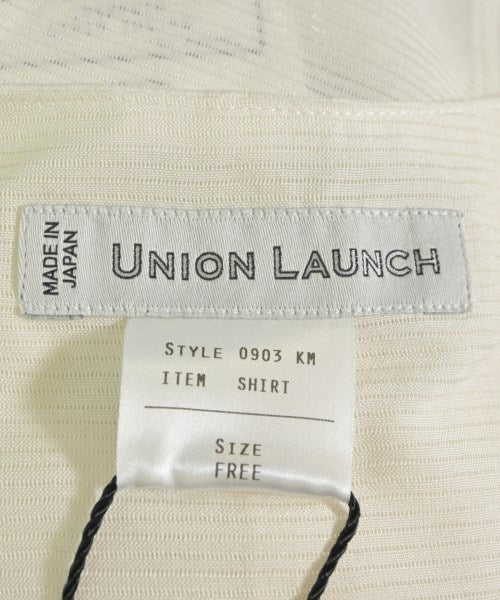 MADE IN
JAPAN
UNION LAUNCH
STYLE 0903 KM
ITEM SHIRT
SIZE
FREE